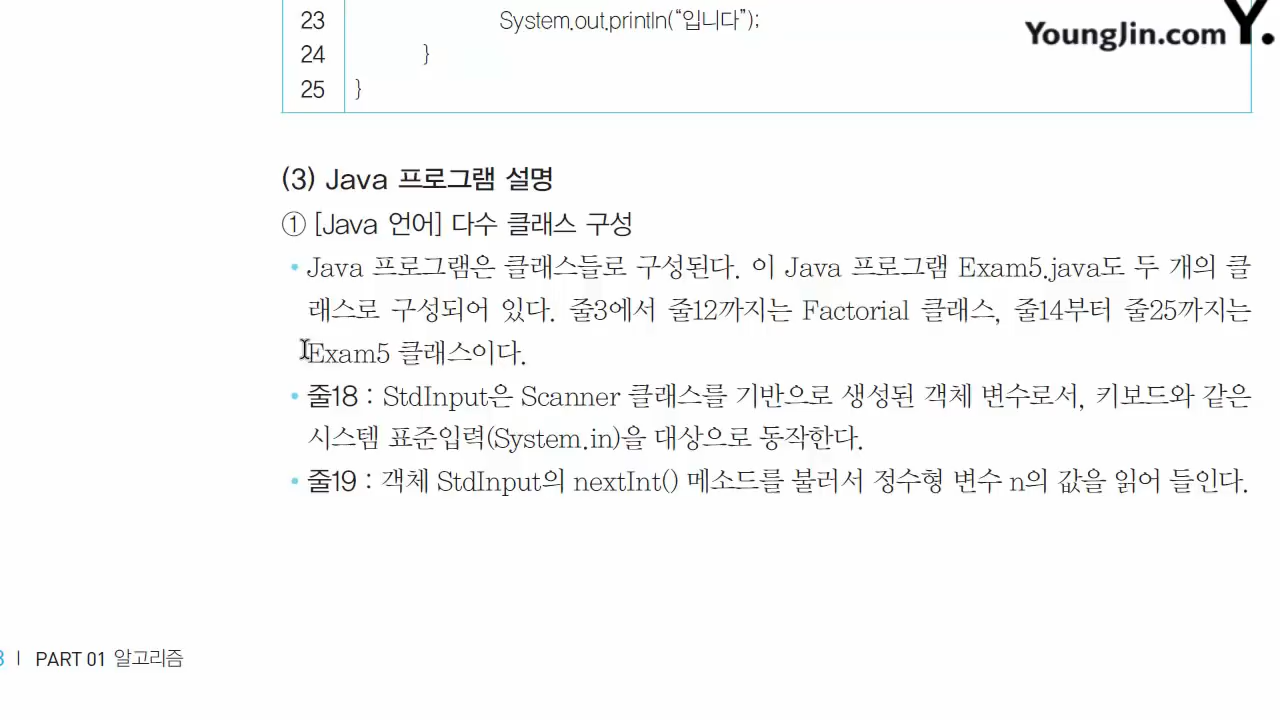 23 System.out.println(“입니다”);
YoungJin.com Y.
24 }
25 }
(3) Java 프로그램 설명
① [Java 언어] 다수 클래스 구성
• Java 프로그램은 클래스들로 구성된다. 이 Java 프로그램 Exam5.java도 두 개의 클
래스로 구성되어 있다. 줄3에서 줄12까지는 Factorial 클래스, 줄14부터 줄25까지는
Exam5 클래스이다.
• 줄18 : StdInput은 Scanner 클래스를 기반으로 생성된 객체 변수로서, 키보드와 같은
시스템 표준입력(System.in)을 대상으로 동작한다.
• 줄19 : 객체 StdInput의 nextInt() 메소드를 불러서 정수형 변수 n의 값을 읽어 들인다.
PART 01 알고리즘